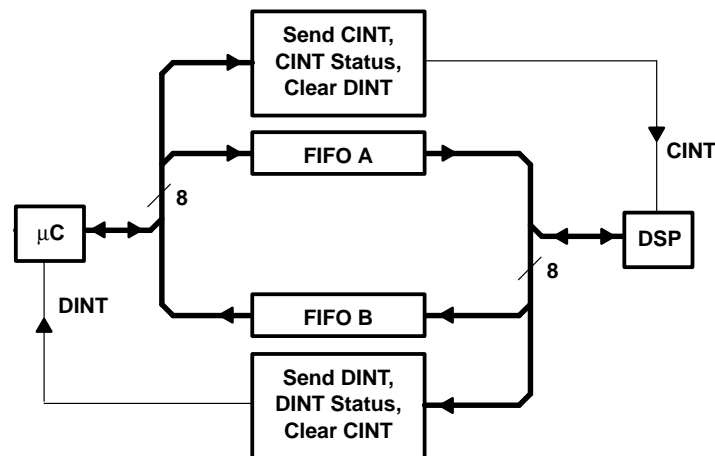 Send CINT,
CINT Status,
Clear DINT
FIFO A
CINT
8
μC
DSP
8
DINT
FIFO B
Send DINT,
DINT Status,
Clear CINT